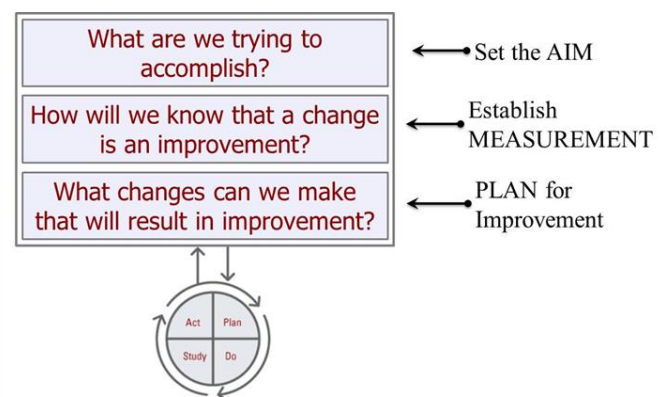 What are we trying to
accomplish?
Set the AIM
How will we know that a change
is an improvement?
Establish
MEASUREMENT
What changes can we make
that will result in improvement?
PLAN for
Improvement
Act
Plan
Study
Do